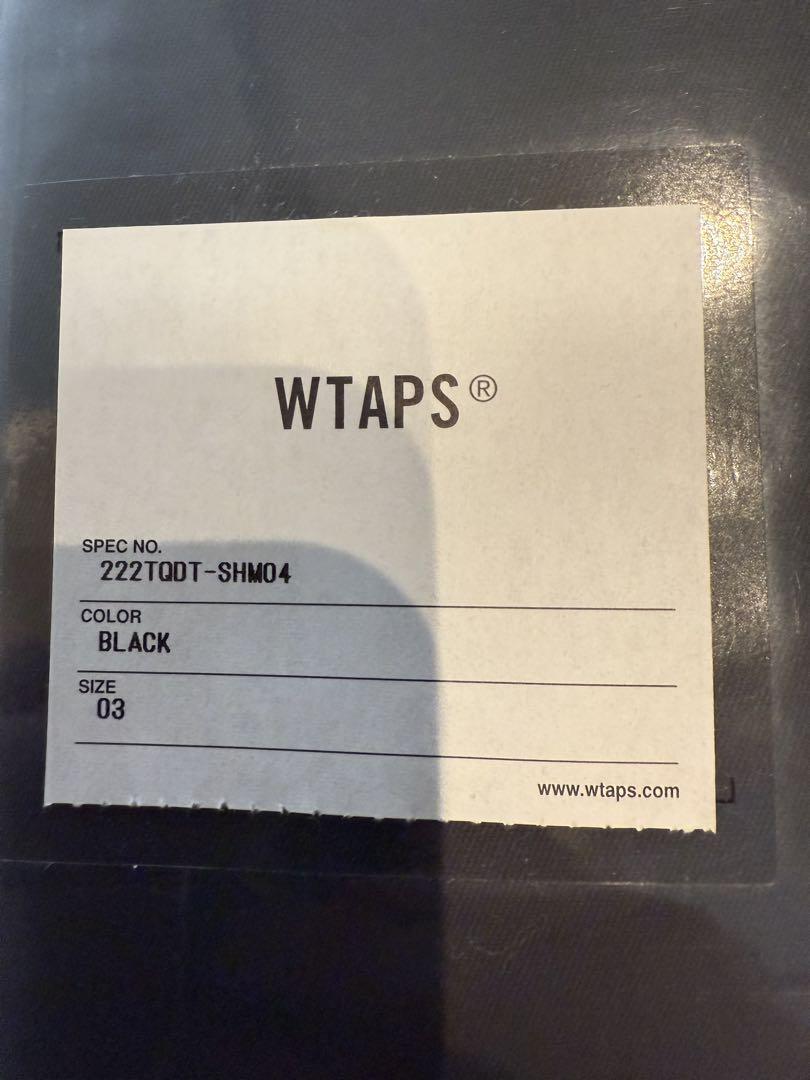 WTAPS®
SPEC NO.
222TQDT-SHM04
COLOR
BLACK
SIZE
03
www.wtaps.com